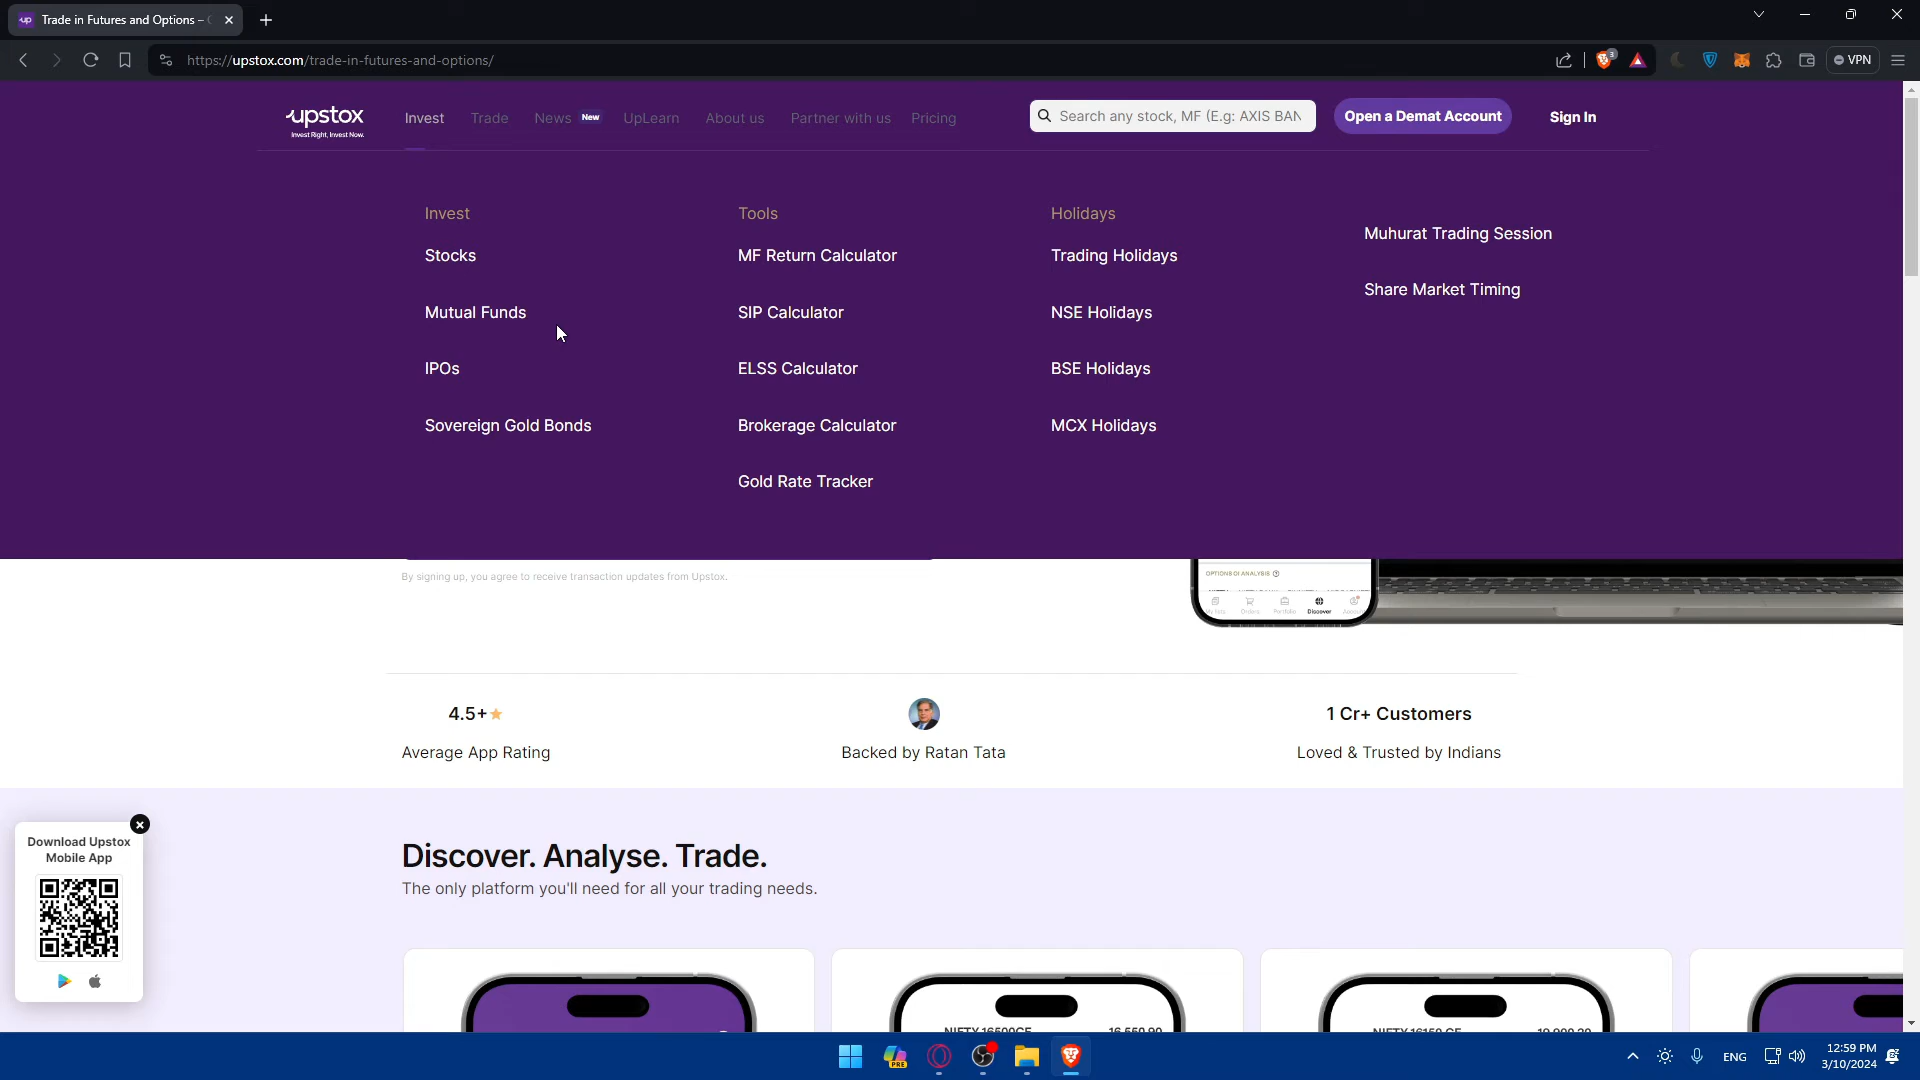 Trade in Futures and Options –
https://upstox.com/trade-in-futures-and-options/
VPN
upstox
Invest Right, Invest Now.
Invest
Trade
News New
UpLearn
About us
Partner with us
Pricing
Search any stock, MF (E.g: AXIS BAN
Open a Demat Account
Sign In
Invest
Stocks
Mutual Funds
IPOs
Sovereign Gold Bonds
Tools
MF Return Calculator
SIP Calculator
ELSS Calculator
Brokerage Calculator
Gold Rate Tracker
Holidays
Trading Holidays
NSE Holidays
BSE Holidays
MCX Holidays
Muhurat Trading Session
Share Market Timing
By signing up, you agree to receive transaction updates from Upstox.
OPTIONS OI ANALYSIS
Orders
Portfolio
Discover
4.5+
Average App Rating
Backed by Ratan Tata
1 Cr+ Customers
Loved & Trusted by Indians
Discover. Analyse. Trade.
The only platform you'll need for all your trading needs.
Download Upstox
Mobile App
ENG
12:59 PM
3/10/2024